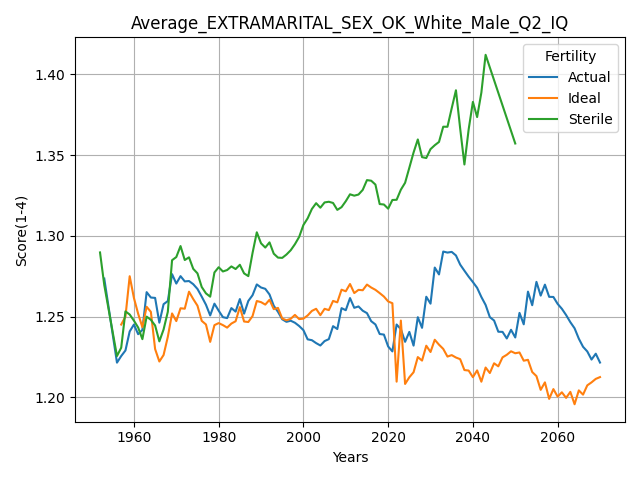 Average_EXTRAMARITAL_SEX_OK_White_Male_Q2_IQ
Fertility
Actual
Ideal
Sterile
Score(1-4)
1.40
1.35
1.30
1.25
1.20
1960 1980 2000 2020 2040 2060
Years